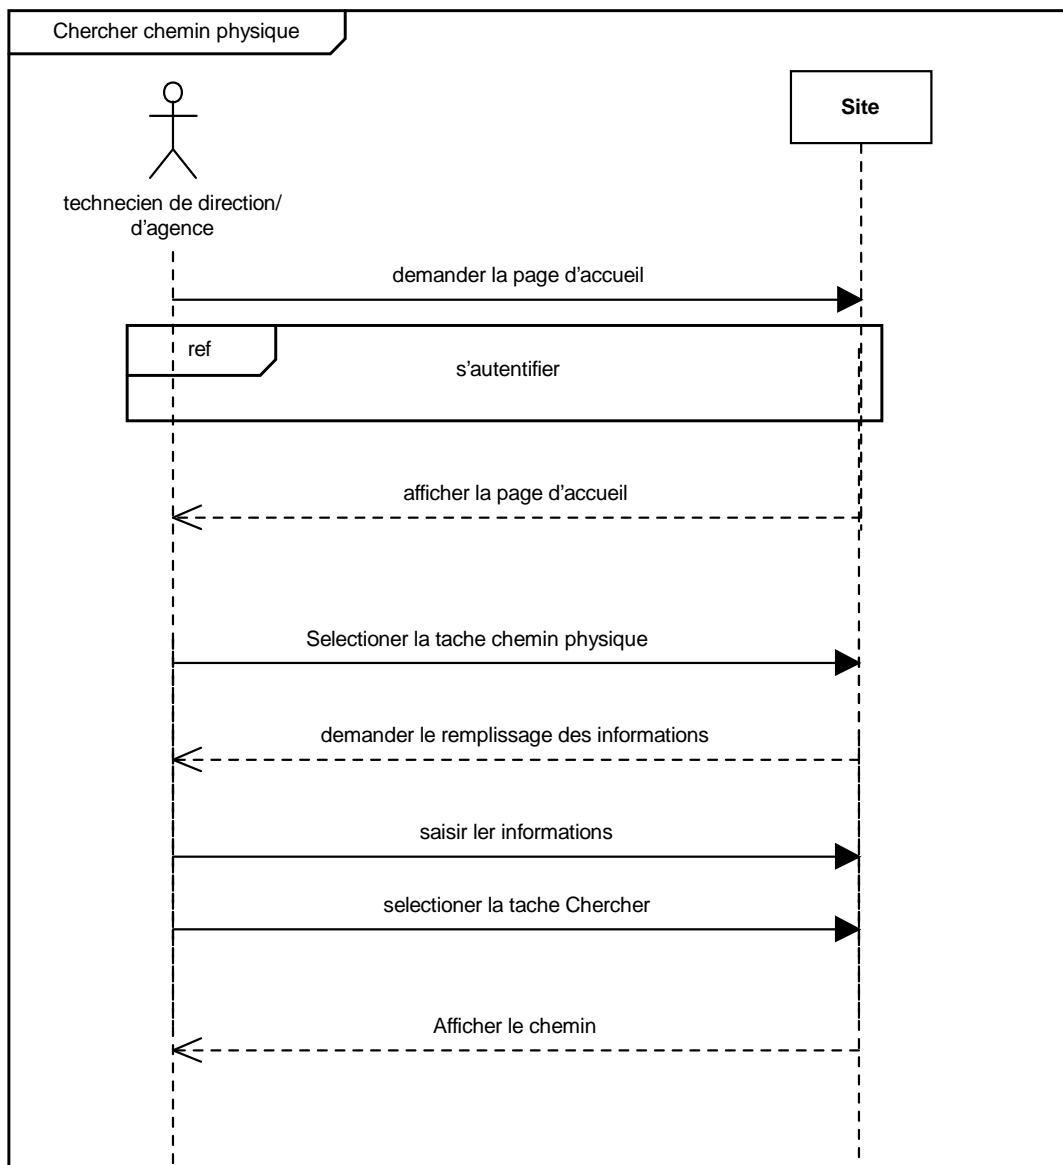 Chercher chemin physique
Site
technecien de direction/
d'agence
demander la page d'accueil
ref
s'autentifier
afficher la page d'accueil
Selectioner la tache chemin physique
demander le remplissage des informations
saisir ler informations
selectioner la tache Chercher
Afficher le chemin